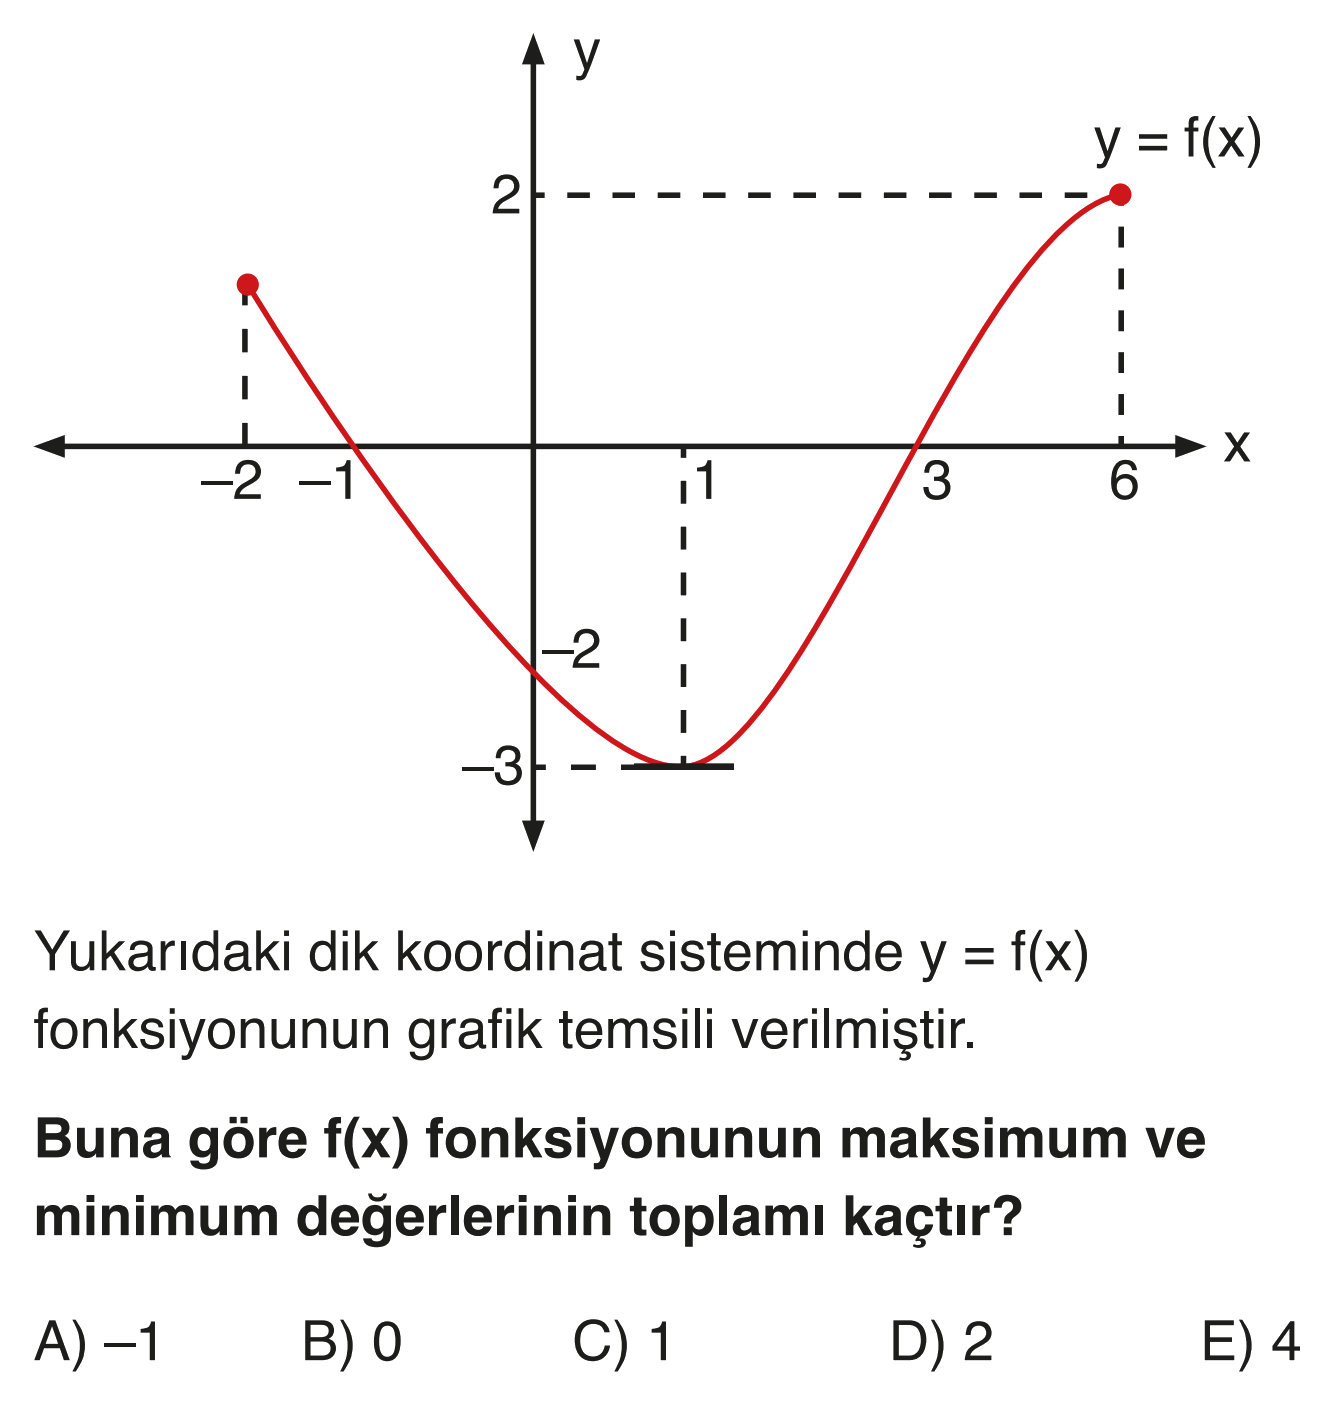 y
y = f(x)
2
x
–2 –1 1 3 6
–2
–3
Yukarıdaki dik koordinat sisteminde y = f(x)
fonksiyonunun grafik temsili verilmiştir.
Buna göre f(x) fonksiyonunun maksimum ve
minimum değerlerinin toplamı kaçtır?
A) –1 B) 0 C) 1 D) 2 E) 4